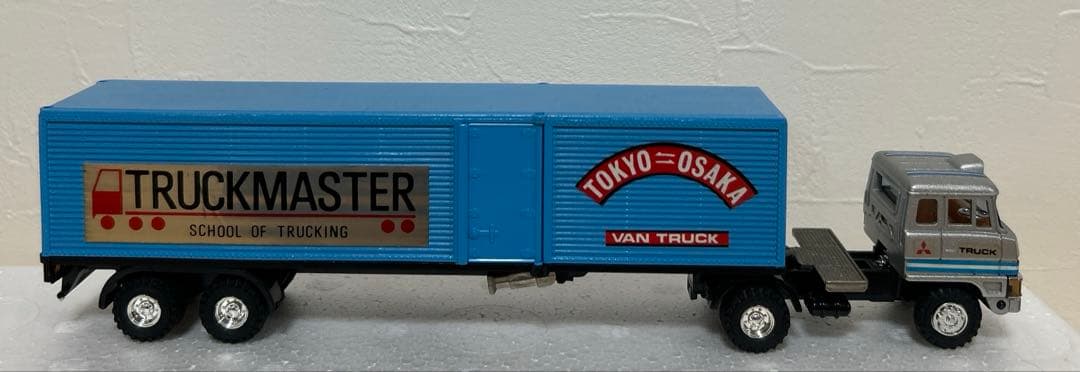 TRUCKMASTER
SCHOOL OF TRUCKING
TOKYO ⇆ OSAKA
VAN TRUCK
TRUCK